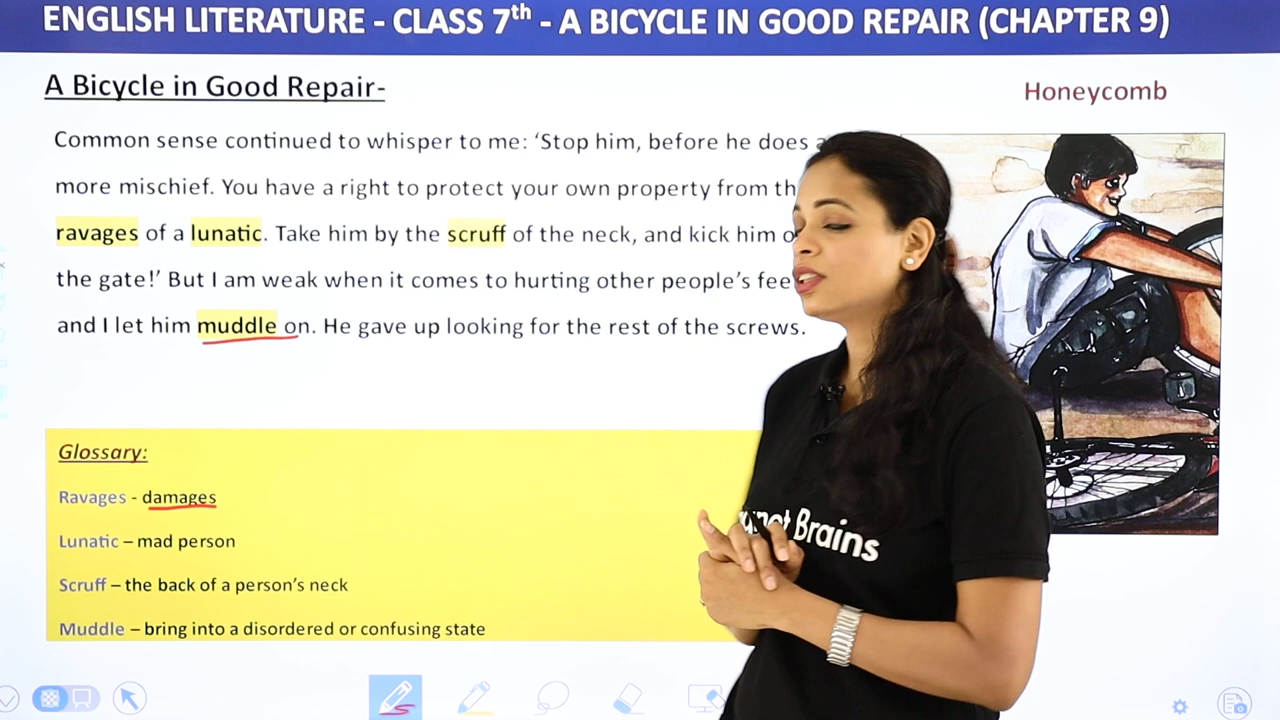 ENGLISH LITERATURE - CLASS 7th - A BICYCLE IN GOOD REPAIR (CHAPTER 9)
A Bicycle in Good Repair-
Honeycomb
Common sense continued to whisper to me: ‘Stop him, before he does
more mischief. You have a right to protect your own property from
ravages of a lunatic. Take him by the scruff of the neck, and kick him
the gate!’ But I am weak when it comes to hurting other people’s
and I let him muddle on. He gave up looking for the rest of the screws.
Glossary:
Ravages - damages
Lunatic – mad person
Scruff – the back of a person’s neck
Muddle – bring into a disordered or confusing state
Brains